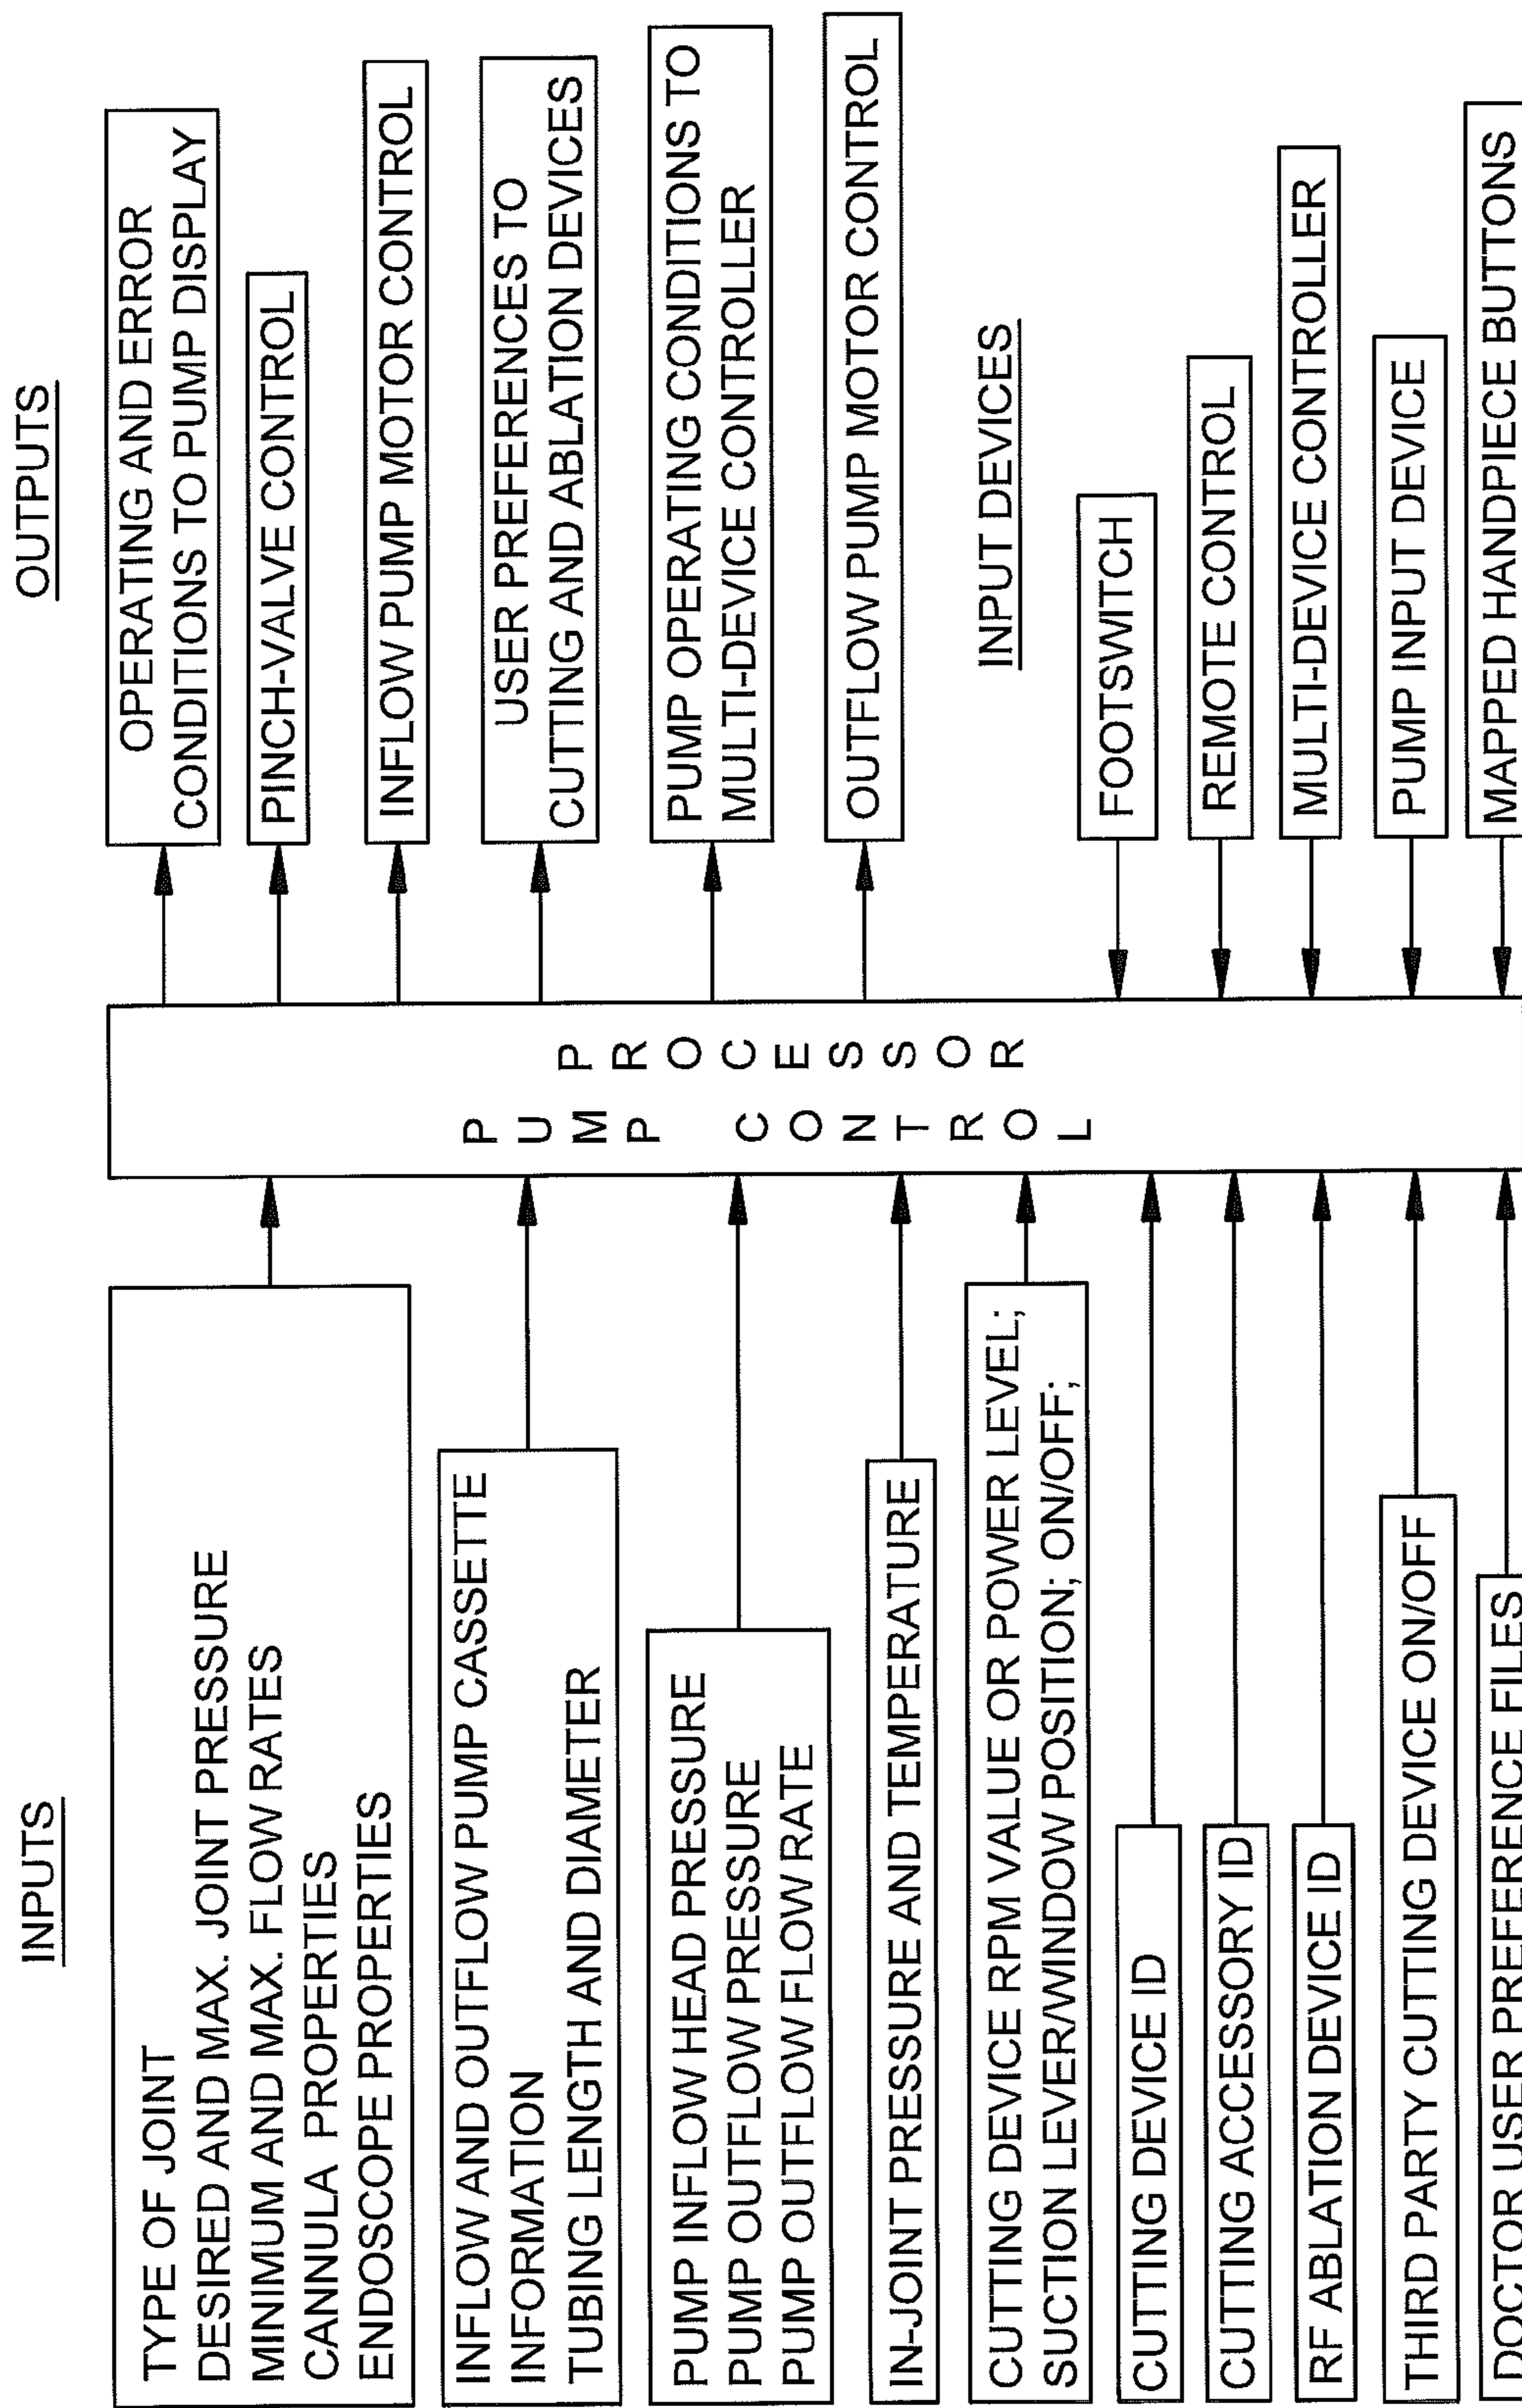 INPUTS
TYPE OF JOINT
DESIRED AND MAX. JOINT PRESSURE
MINIMUM AND MAX. FLOW RATES
CANNULA PROPERTIES
ENDOSCOPE PROPERTIES
INFLOW AND OUTFLOW PUMP CASSETTE
INFORMATION
TUBING LENGTH AND DIAMETER
PUMP INFLOW HEAD PRESSURE
PUMP OUTFLOW PRESSURE
PUMP OUTFLOW FLOW RATE
IN-JOINT PRESSURE AND TEMPERATURE
CUTTING DEVICE RPM VALUE OR POWER LEVEL;
SUCTION LEVER/WINDOW POSITION; ON/OFF;
CUTTING DEVICE ID
CUTTING ACCESSORY ID
RF ABLATION DEVICE ID
THIRD PARTY CUTTING DEVICE ON/OFF
DOCTOR USER PREFERENCE FILES
PUMP CONTROL
PROCESSOR
OUTPUTS
OPERATING AND ERROR
CONDITIONS TO PUMP DISPLAY
PINCH-VALVE CONTROL
INFLOW PUMP MOTOR CONTROL
USER PREFERENCES TO
CUTTING AND ABLATION DEVICES
PUMP OPERATING CONDITIONS TO
MULTI-DEVICE CONTROLLER
OUTFLOW PUMP MOTOR CONTROL
INPUT DEVICES
FOOTSWITCH
REMOTE CONTROL
MULTI-DEVICE CONTROLLER
PUMP INPUT DEVICE
MAPPED HANDPIECE BUTTONS